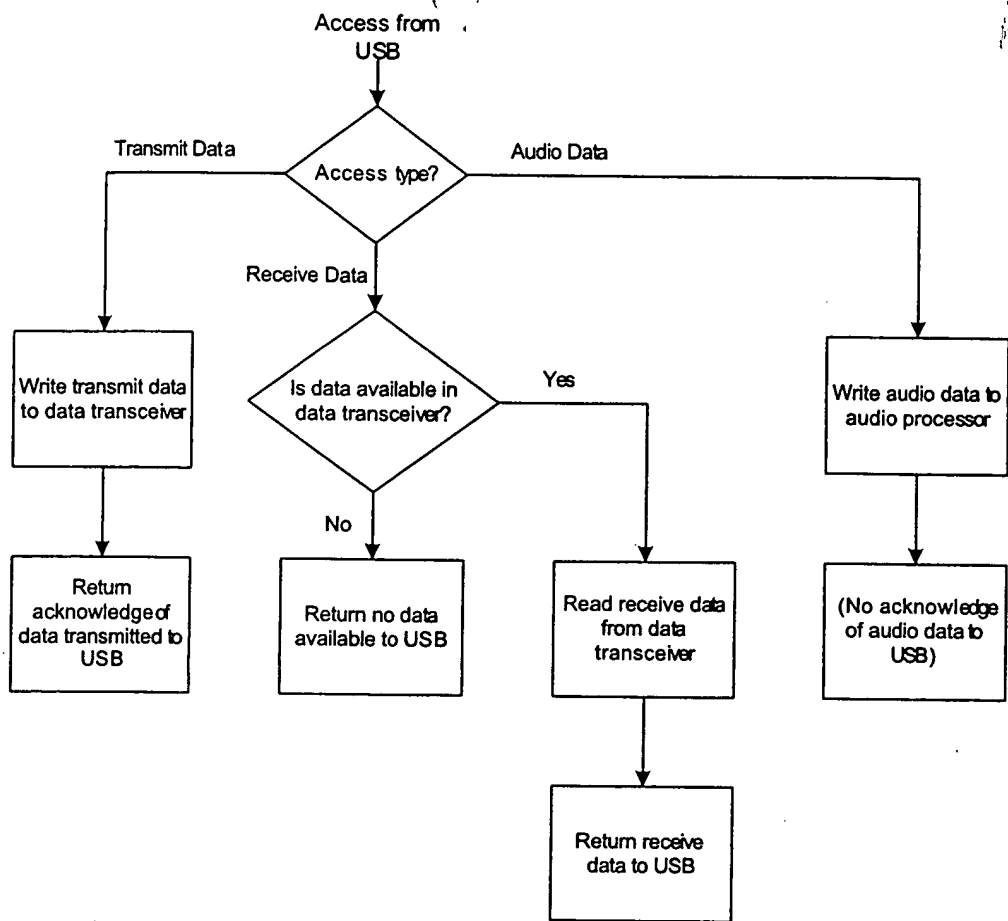 Access from
USB
Transmit Data
Access type?
Audio Data
Receive Data
Write transmit data
to data transceiver
Is data available in
data transceiver?
Yes
Write audio data to
audio processor
No
Return
acknowledge of
data transmitted to
USB
Return no data
available to USB
Read receive data
from data
transceiver
(No acknowledge
of audio data to
USB)
Return receive
data to USB